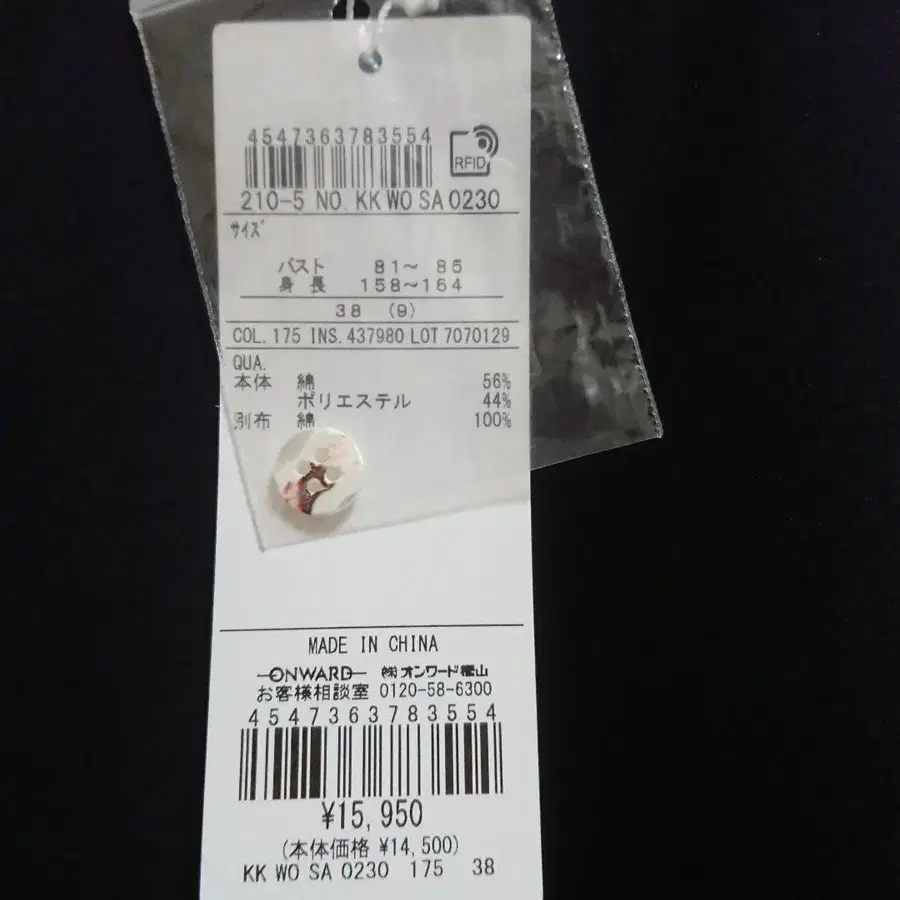 4547363783554
RFID
210-5 NO. KK WO SA 0230
サイズ
バスト 81～ 85
身 長 158～164
38 (9)
COL. 175 INS. 437980 LOT 7070129
QUA.
本体 綿 56%
ポリエステル 44%
別布 綿 100%
MADE IN CHINA
ONWARD ㈱オンワード樫山
お客様相談室 0120-58-6300
4547363783554
¥15,950
(本体価格 ¥14,500)
KK WO SA 0230 175 38